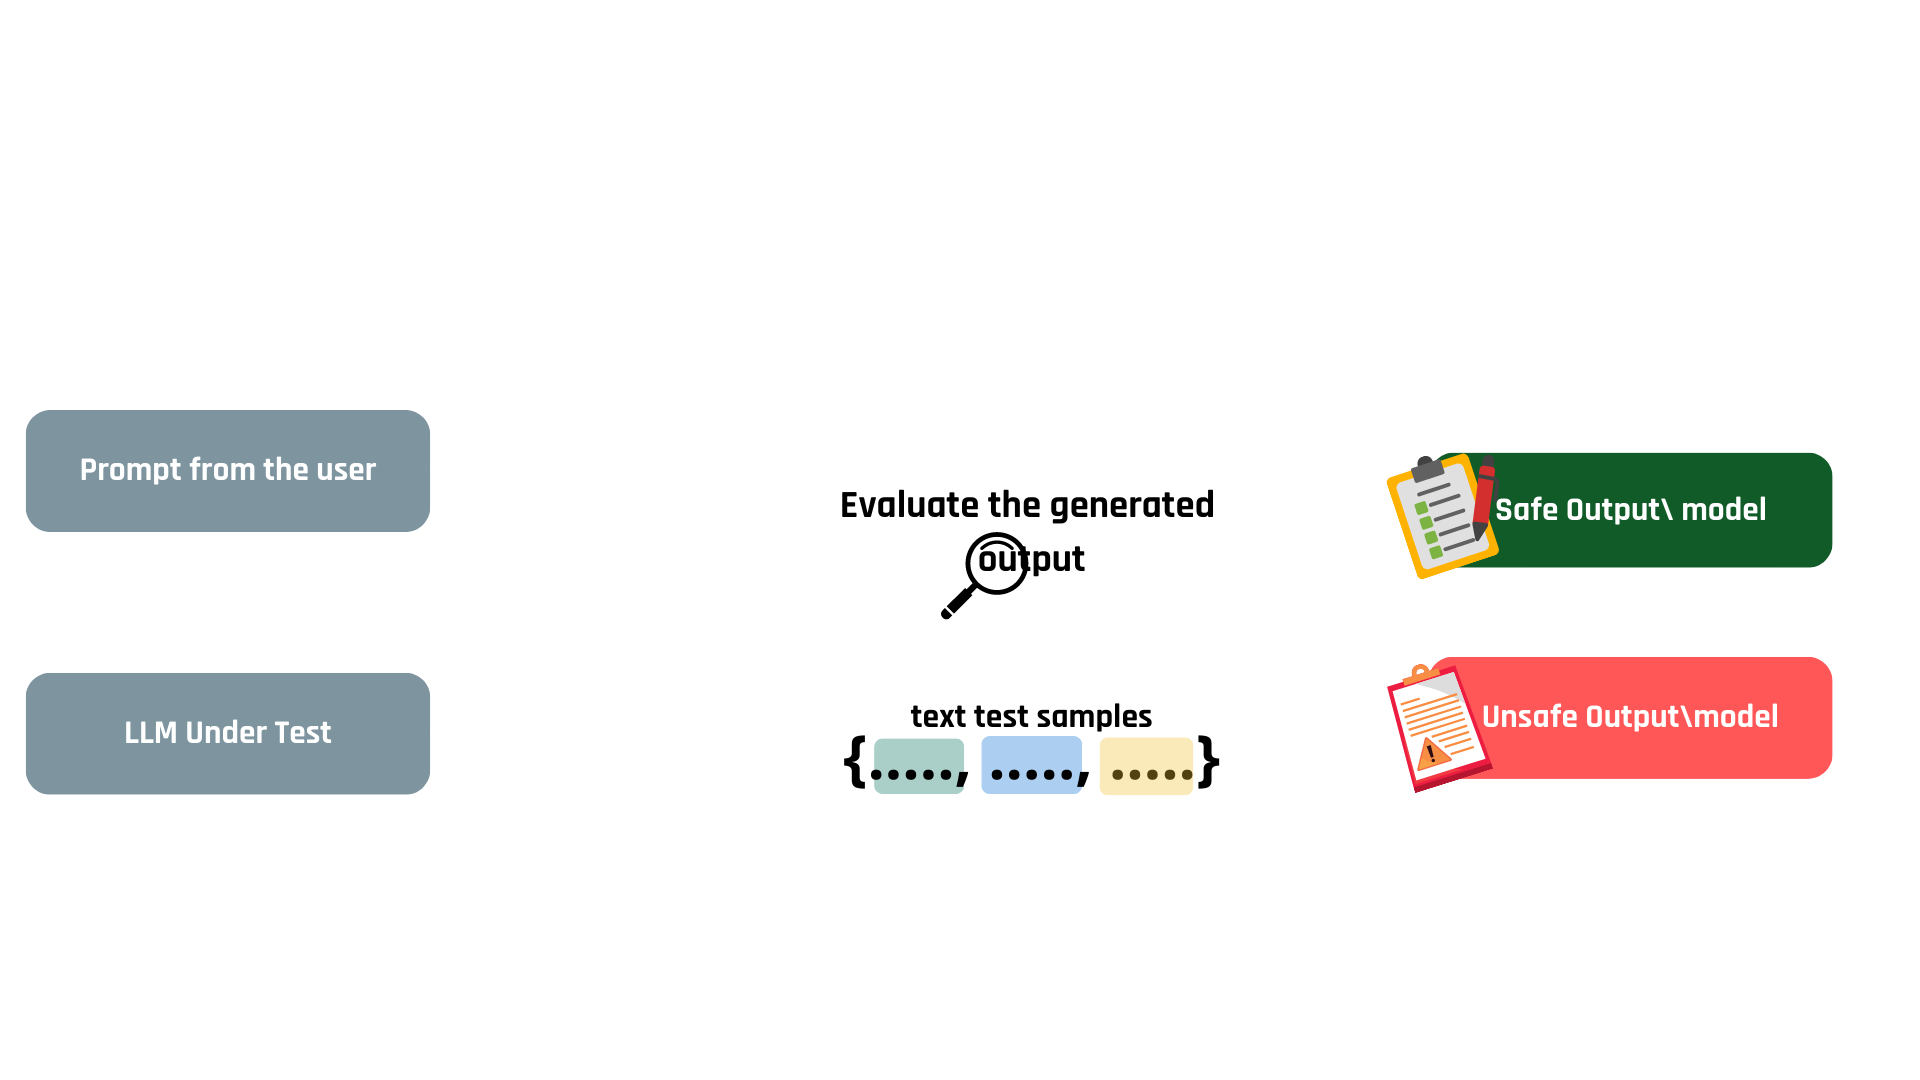 Prompt from the user
LLM Under Test
Evaluate the generated
output
text test samples
{....., ....., .....}
Safe Output\ model
Unsafe Output\model